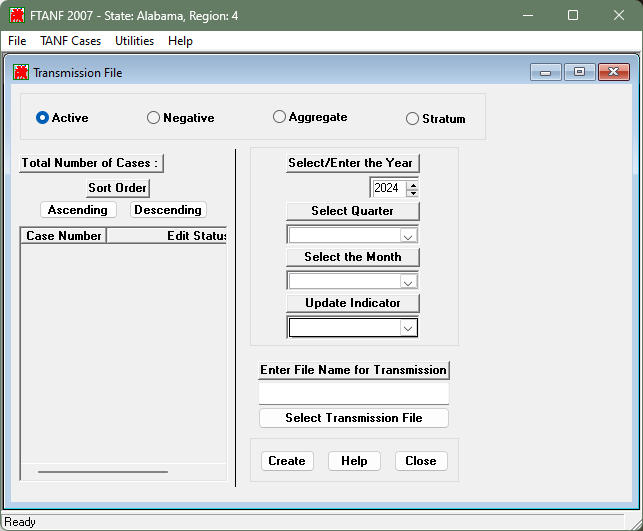 FTANF 2007 - State: Alabama, Region: 4
File TANF Cases Utilities Help
Transmission File
Active Negative Aggregate Stratum
Total Number of Cases :
Sort Order
Ascending Descending
Case Number Edit Status
Select/Enter the Year
2024
Select Quarter
Select the Month
Update Indicator
Enter File Name for Transmission
Select Transmission File
Create Help Close
Ready